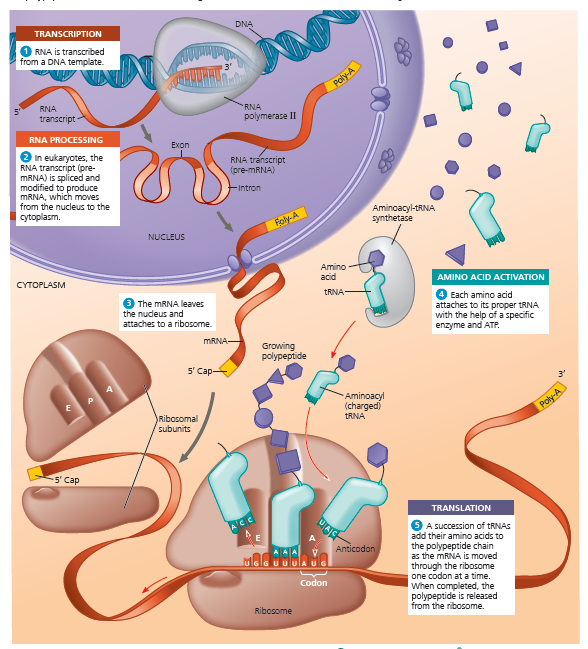 DNA
TRANSCRIPTION
1 RNA is transcribed
from a DNA template.
3′
Poly-A
5′
RNA
transcript
RNA
polymerase II
RNA PROCESSING
2 In eukaryotes, the
RNA transcript (pre-
mRNA) is spliced and
modified to produce
mRNA, which moves
from the nucleus to the
cytoplasm.
Exon
RNA transcript
(pre-mRNA)
Intron
Poly-A
NUCLEUS
Aminoacyl-tRNA
synthetase
CYTOPLASM
Amino
acid
tRNA
AMINO ACID ACTIVATION
4 Each amino acid
attaches to its proper tRNA
with the help of a specific
enzyme and ATP.
3 The mRNA leaves
the nucleus and
attaches to a ribosome.
mRNA
Growing
polypeptide
5′ Cap
3′
Poly-A
E P A
Aminoacyl
(charged)
tRNA
Ribosomal
subunits
5′ Cap
TRANSLATION
5 A succession of tRNAs
add their amino acids to
the polypeptide chain
as the mRNA is moved
through the ribosome
one codon at a time.
When completed, the
polypeptide is released
from the ribosome.
A C C
E
A
U A C
Anticodon
A A A
U G G U U U A U G
Codon
Ribosome